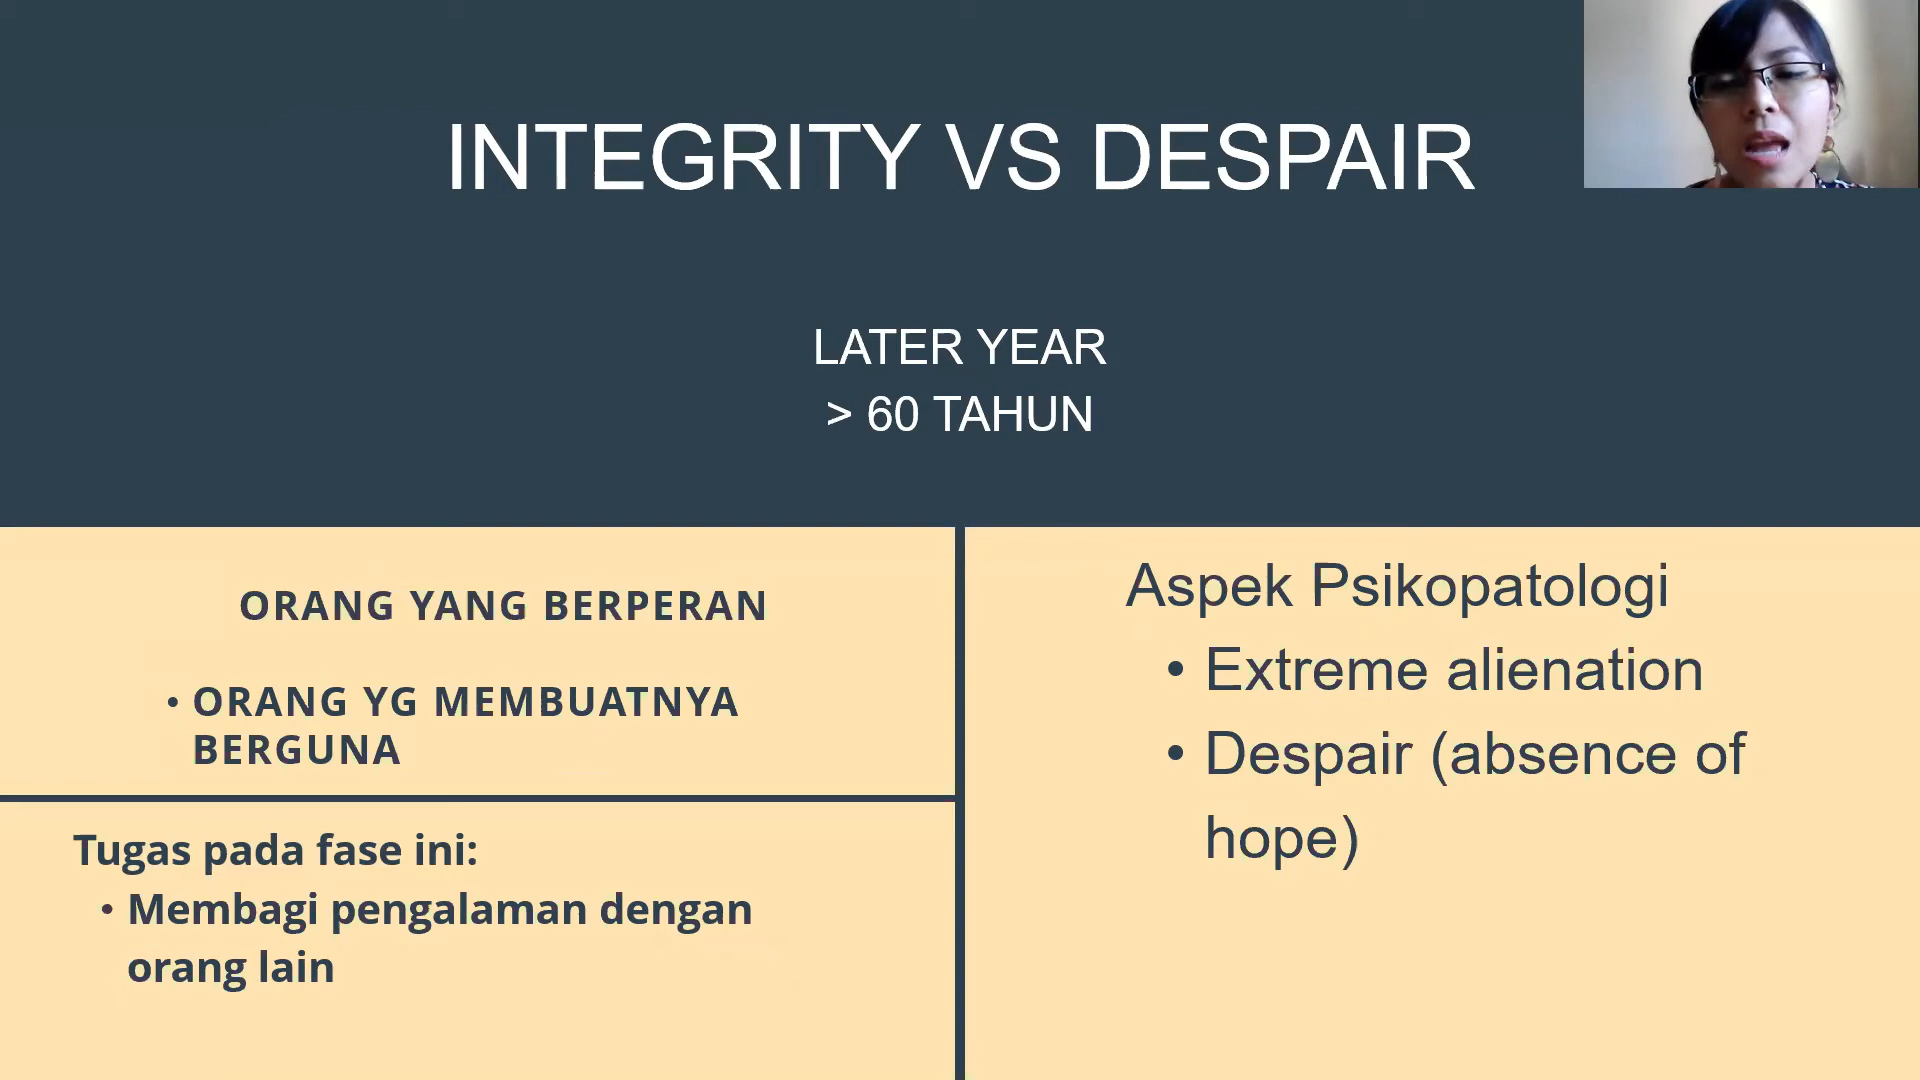 INTEGRITY VS DESPAIR
LATER YEAR
> 60 TAHUN
ORANG YANG BERPERAN
• ORANG YG MEMBUATNYA
BERGUNA
Tugas pada fase ini:
• Membagi pengalaman dengan
orang lain
Aspek Psikopatologi
• Extreme alienation
• Despair (absence of
hope)